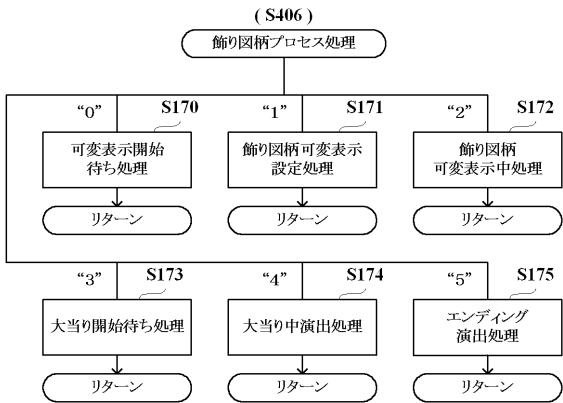 ( S406 )
飾り図柄プロセス処理
“0” S170 “1” S171 “2” S172
可変表示開始
待ち処理
飾り図柄可変表示
設定処理
飾り図柄
可変表示中処理
リターン リターン リターン
“3” S173 “4” S174 “5” S175
大当り開始待ち処理
大当り中演出処理
エンディング
演出処理
リターン リターン リターン